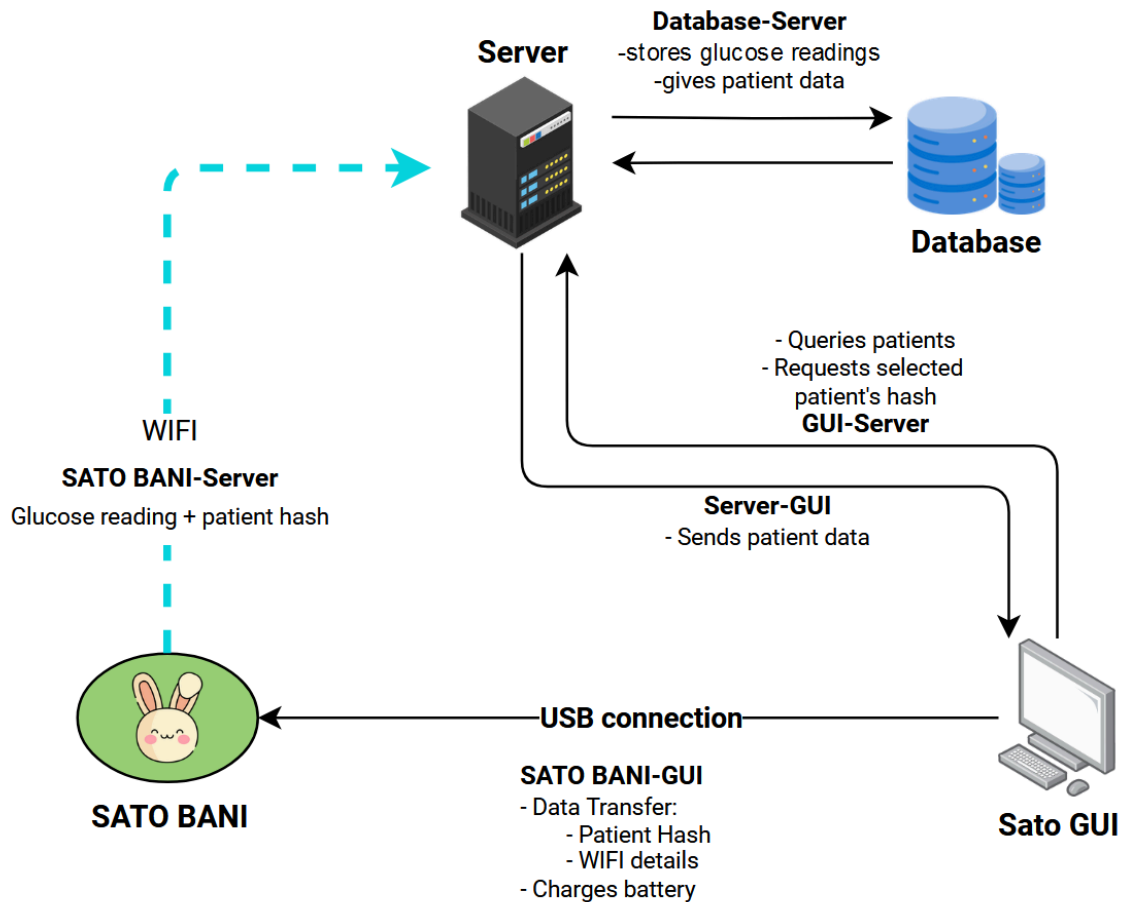 Database-Server
-stores glucose readings
-gives patient data
Server
Database
- Queries patients
- Requests selected
patient's hash
GUI-Server
WIFI
SATO BANI-Server
Glucose reading + patient hash
Server-GUI
- Sends patient data
USB connection
SATO BANI-GUI
- Data Transfer:
- Patient Hash
- WIFI details
- Charges battery
SATO BANI
Sato GUI